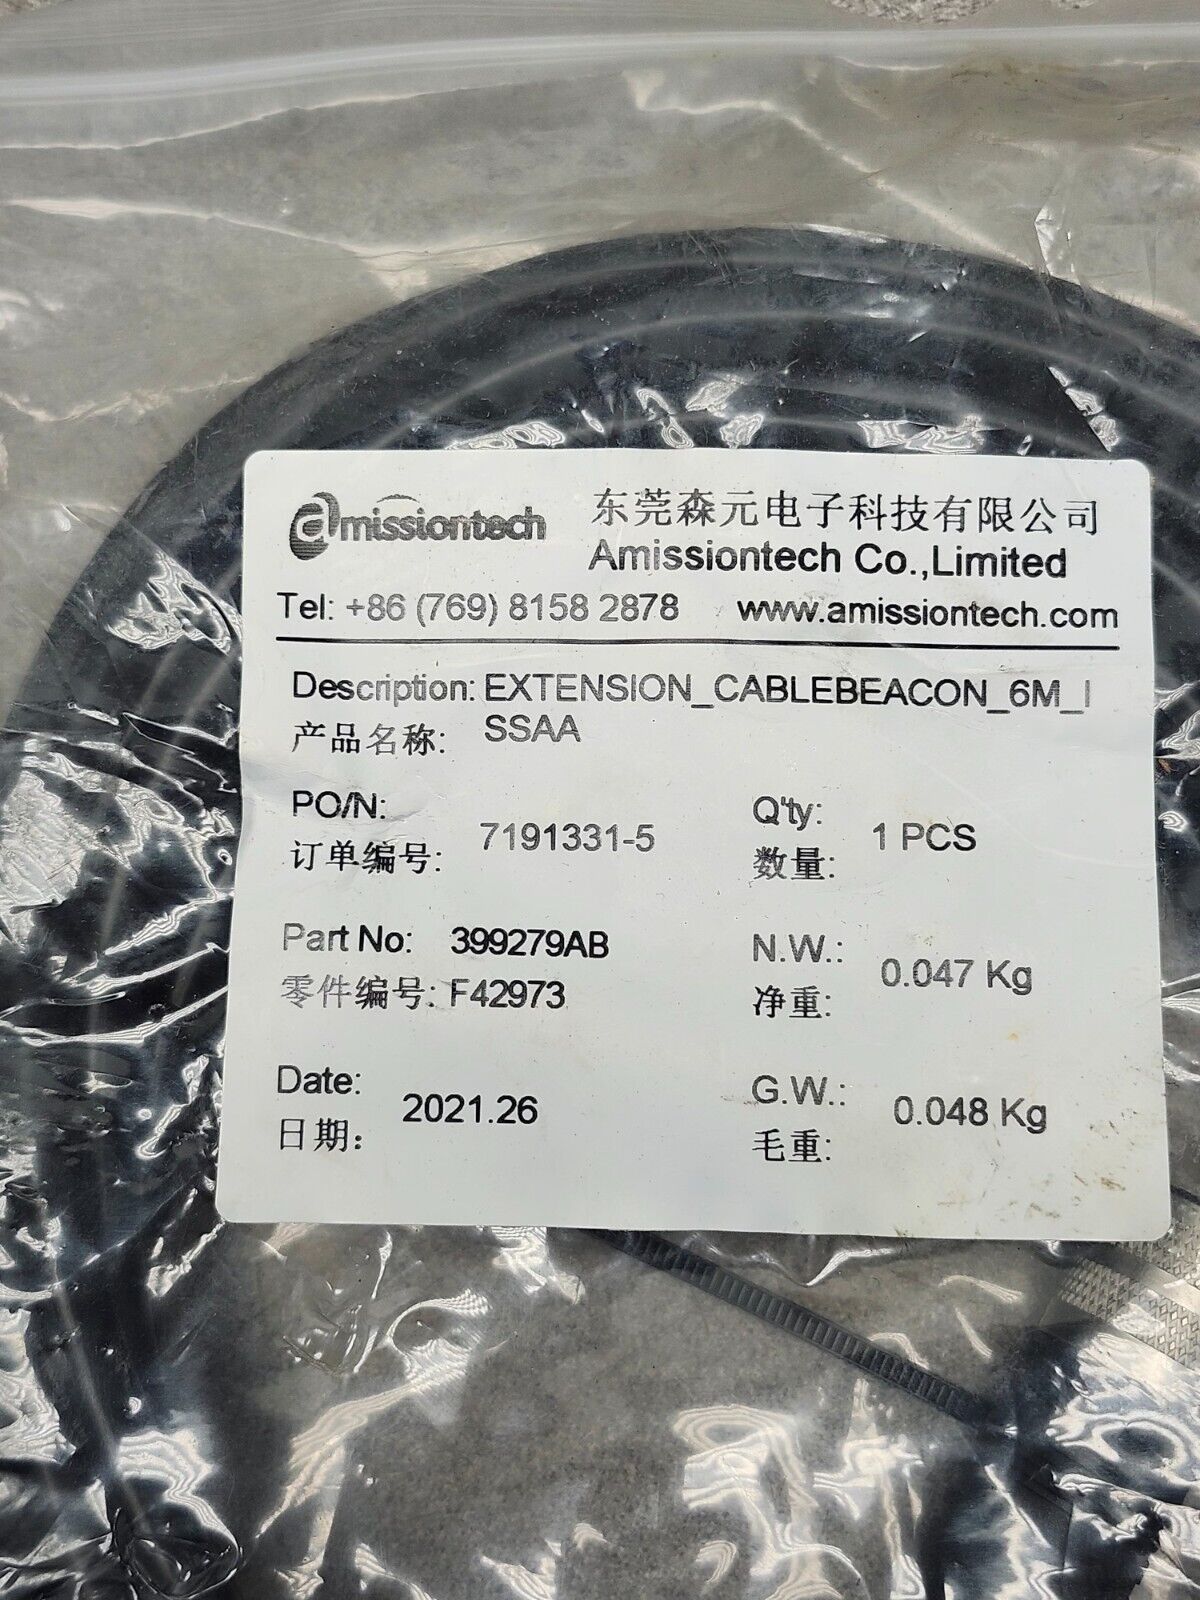 amissiontech 东莞森元电子科技有限公司
Amissiontech Co.,Limited
Tel: +86 (769) 8158 2878 www.amissiontech.com
Description: EXTENSION_CABLEBEACON_6M_I
产品名称: SSAA
PO/N: 7191331-5 Q'ty: 1 PCS
订单编号: 数量:
Part No: 399279AB N.W.: 0.047 Kg
零件编号: F42973 净重:
Date: 2021.26 G.W.: 0.048 Kg
日期: 毛重: